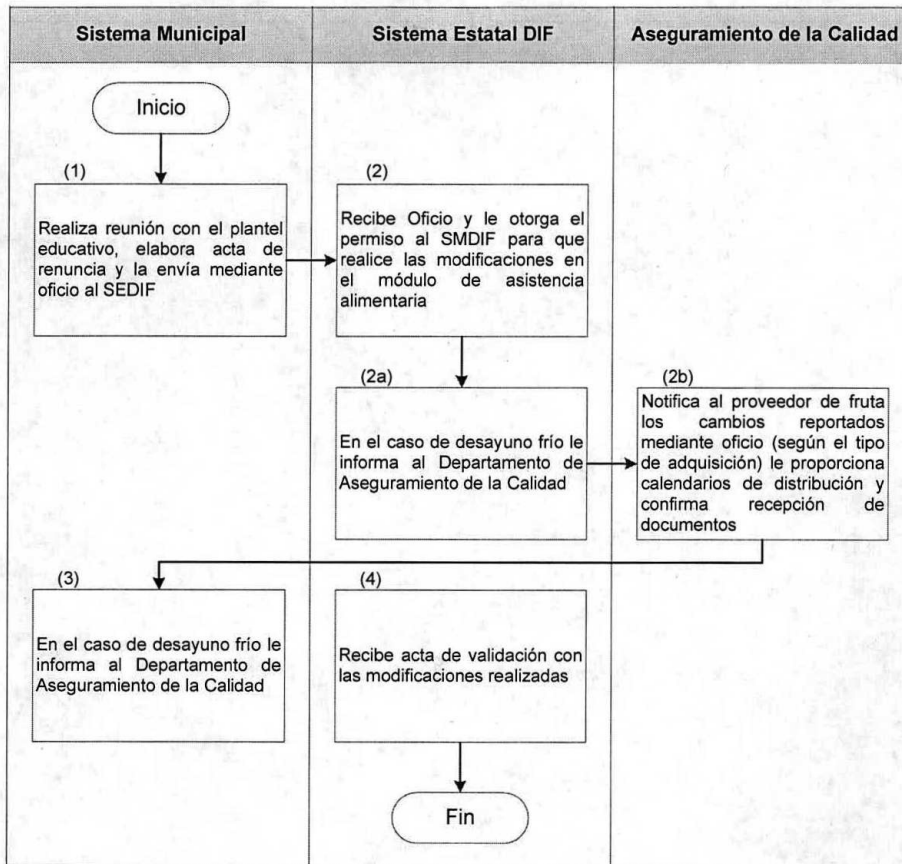 Sistema Municipal
Sistema Estatal DIF
Aseguramiento de la Calidad
Inicio
(1)
Realiza reunión con el plantel
educativo, elabora acta de
renuncia y la envía mediante
oficio al SEDIF
(2)
Recibe Oficio y le otorga el
permiso al SMDIF para que
realice las modificaciones en
el módulo de asistencia
alimentaria
(2a)
En el caso de desayuno frío le
informa al Departamento de
Aseguramiento de la Calidad
(2b)
Notifica al proveedor de fruta
los cambios reportados
mediante oficio (según el tipo
de adquisición) le proporciona
calendarios de distribución y
confirma recepción de
documentos
(3)
En el caso de desayuno frío le
informa al Departamento de
Aseguramiento de la Calidad
(4)
Recibe acta de validación con
las modificaciones realizadas
Fin